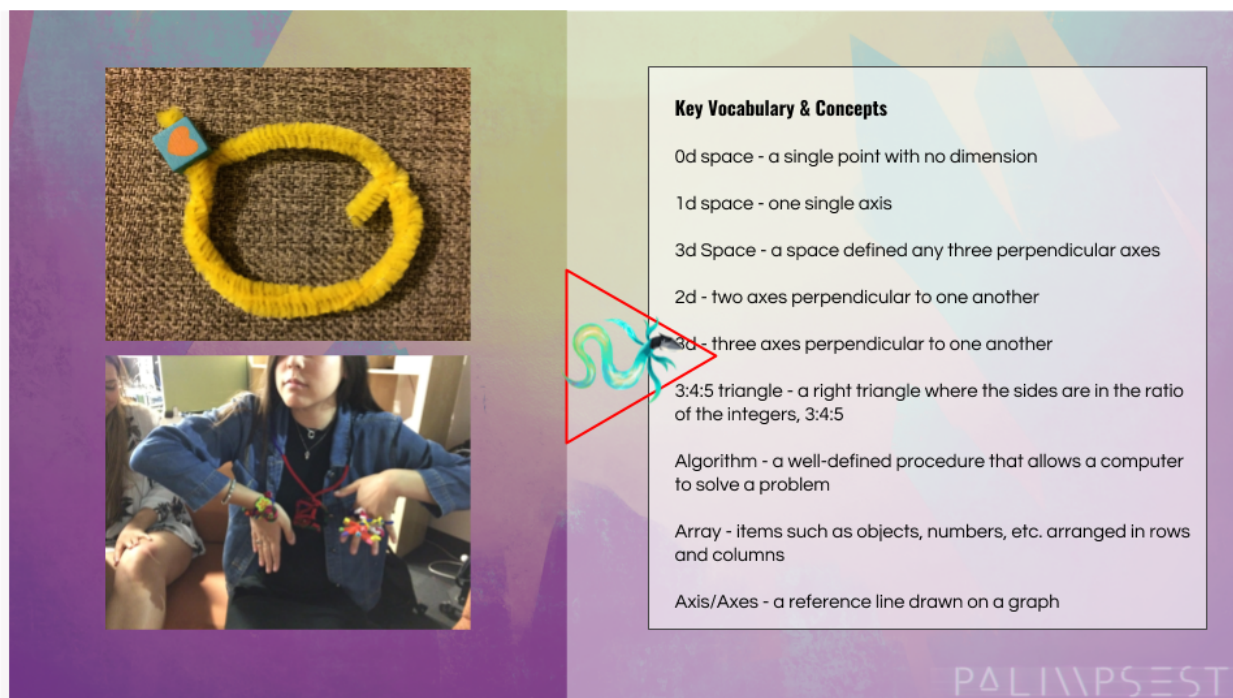 Key Vocabulary & Concepts
0d space - a single point with no dimension
1d space - one single axis
3d Space - a space defined any three perpendicular axes
2d - two axes perpendicular to one another
3d - three axes perpendicular to one another
3:4:5 triangle - a right triangle where the sides are in the ratio
of the integers, 3:4:5
Algorithm - a well-defined procedure that allows a computer
to solve a problem
Array - items such as objects, numbers, etc. arranged in rows
and columns
Axis/Axes - a reference line drawn on a graph
PALIMPSEST